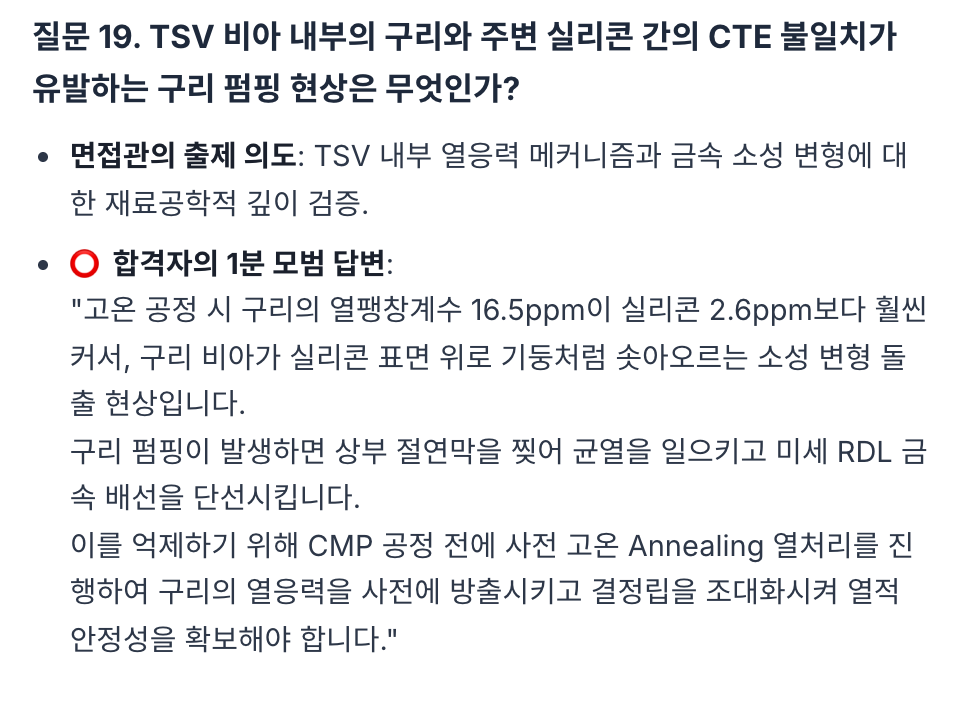 질문 19. TSV 비아 내부의 구리와 주변 실리콘 간의 CTE 불일치가
유발하는 구리 펌핑 현상은 무엇인가?
• 면접관의 출제 의도: TSV 내부 열응력 메커니즘과 금속 소성 변형에 대
한 재료공학적 깊이 검증.
• ⭕ 합격자의 1분 모범 답변:
"고온 공정 시 구리의 열팽창계수 16.5ppm이 실리콘 2.6ppm보다 훨씬
커서, 구리 비아가 실리콘 표면 위로 기둥처럼 솟아오르는 소성 변형 돌
출 현상입니다.
구리 펌핑이 발생하면 상부 절연막을 찢어 균열을 일으키고 미세 RDL 금
속 배선을 단선시킵니다.
이를 억제하기 위해 CMP 공정 전에 사전 고온 Annealing 열처리를 진
행하여 구리의 열응력을 사전에 방출시키고 결정립을 조대화시켜 열적
안정성을 확보해야 합니다."